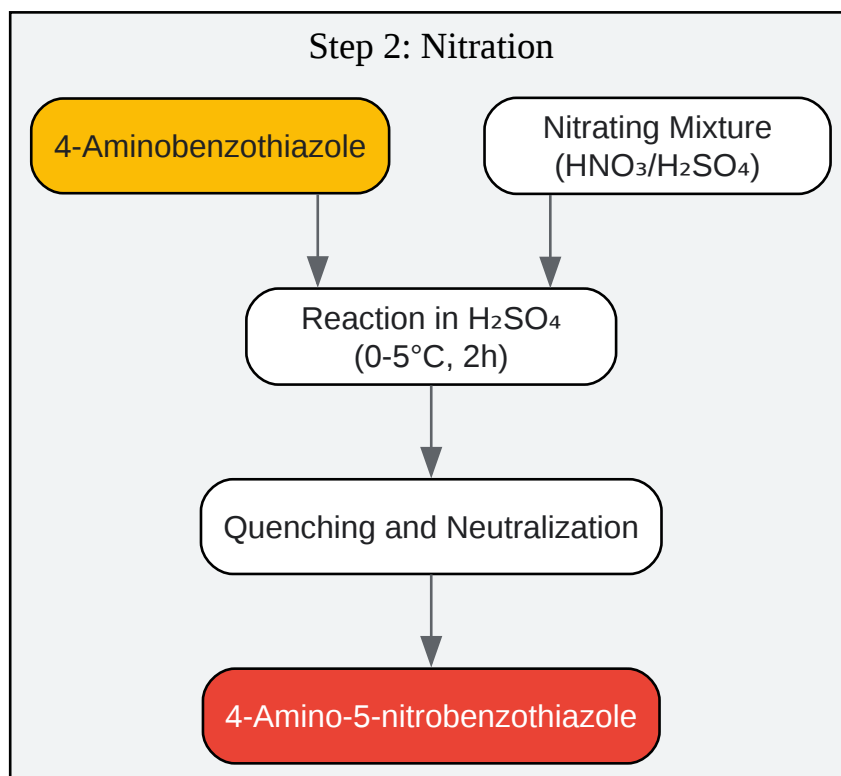 Step 2: Nitration
4-Aminobenzothiazole
Nitrating Mixture
(HNO₃/H₂SO₄)
Reaction in H₂SO₄
(0-5°C, 2h)
Quenching and Neutralization
4-Amino-5-nitrobenzothiazole